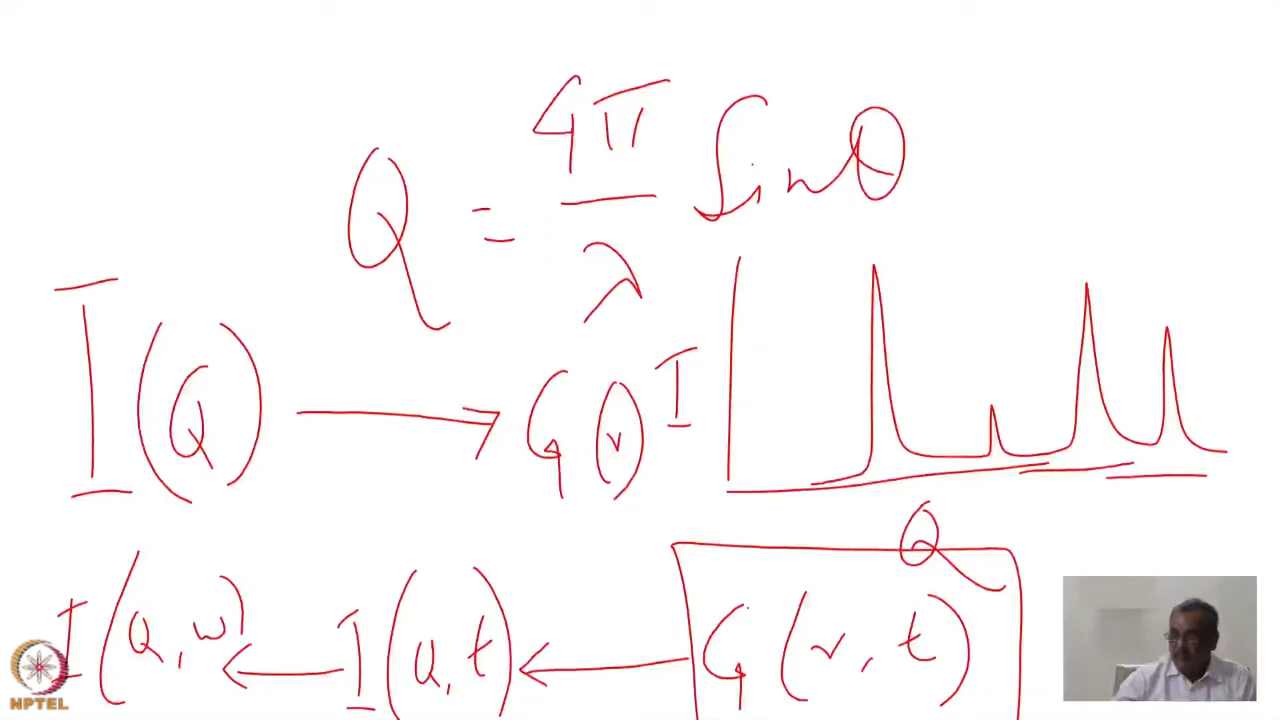 Q = 4π/λ Sinθ
I(Q) → G(r)
I
Q
I(Q,ω) ← I(Q,t) ← G(r,t)
NPTEL